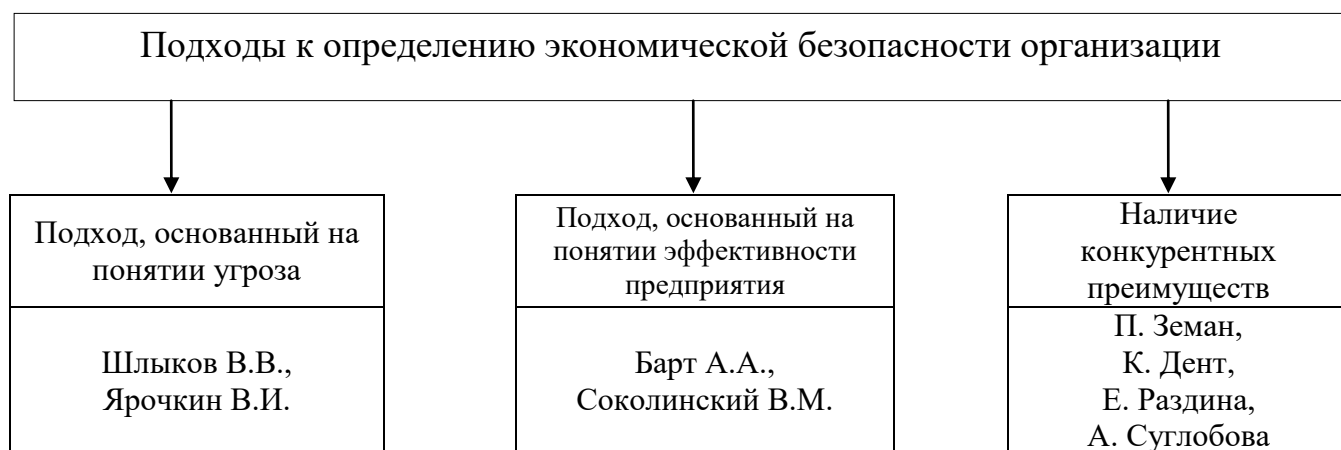 Подходы к определению экономической безопасности организации
Подход, основанный на
понятии угроза
Шлыков В.В.,
Ярочкин В.И.
Подход, основанный на
понятии эффективности
предприятия
Барт А.А.,
Соколинский В.М.
Наличие
конкурентных
преимуществ
П. Земан,
К. Дент,
Е. Раздина,
А. Суглобова